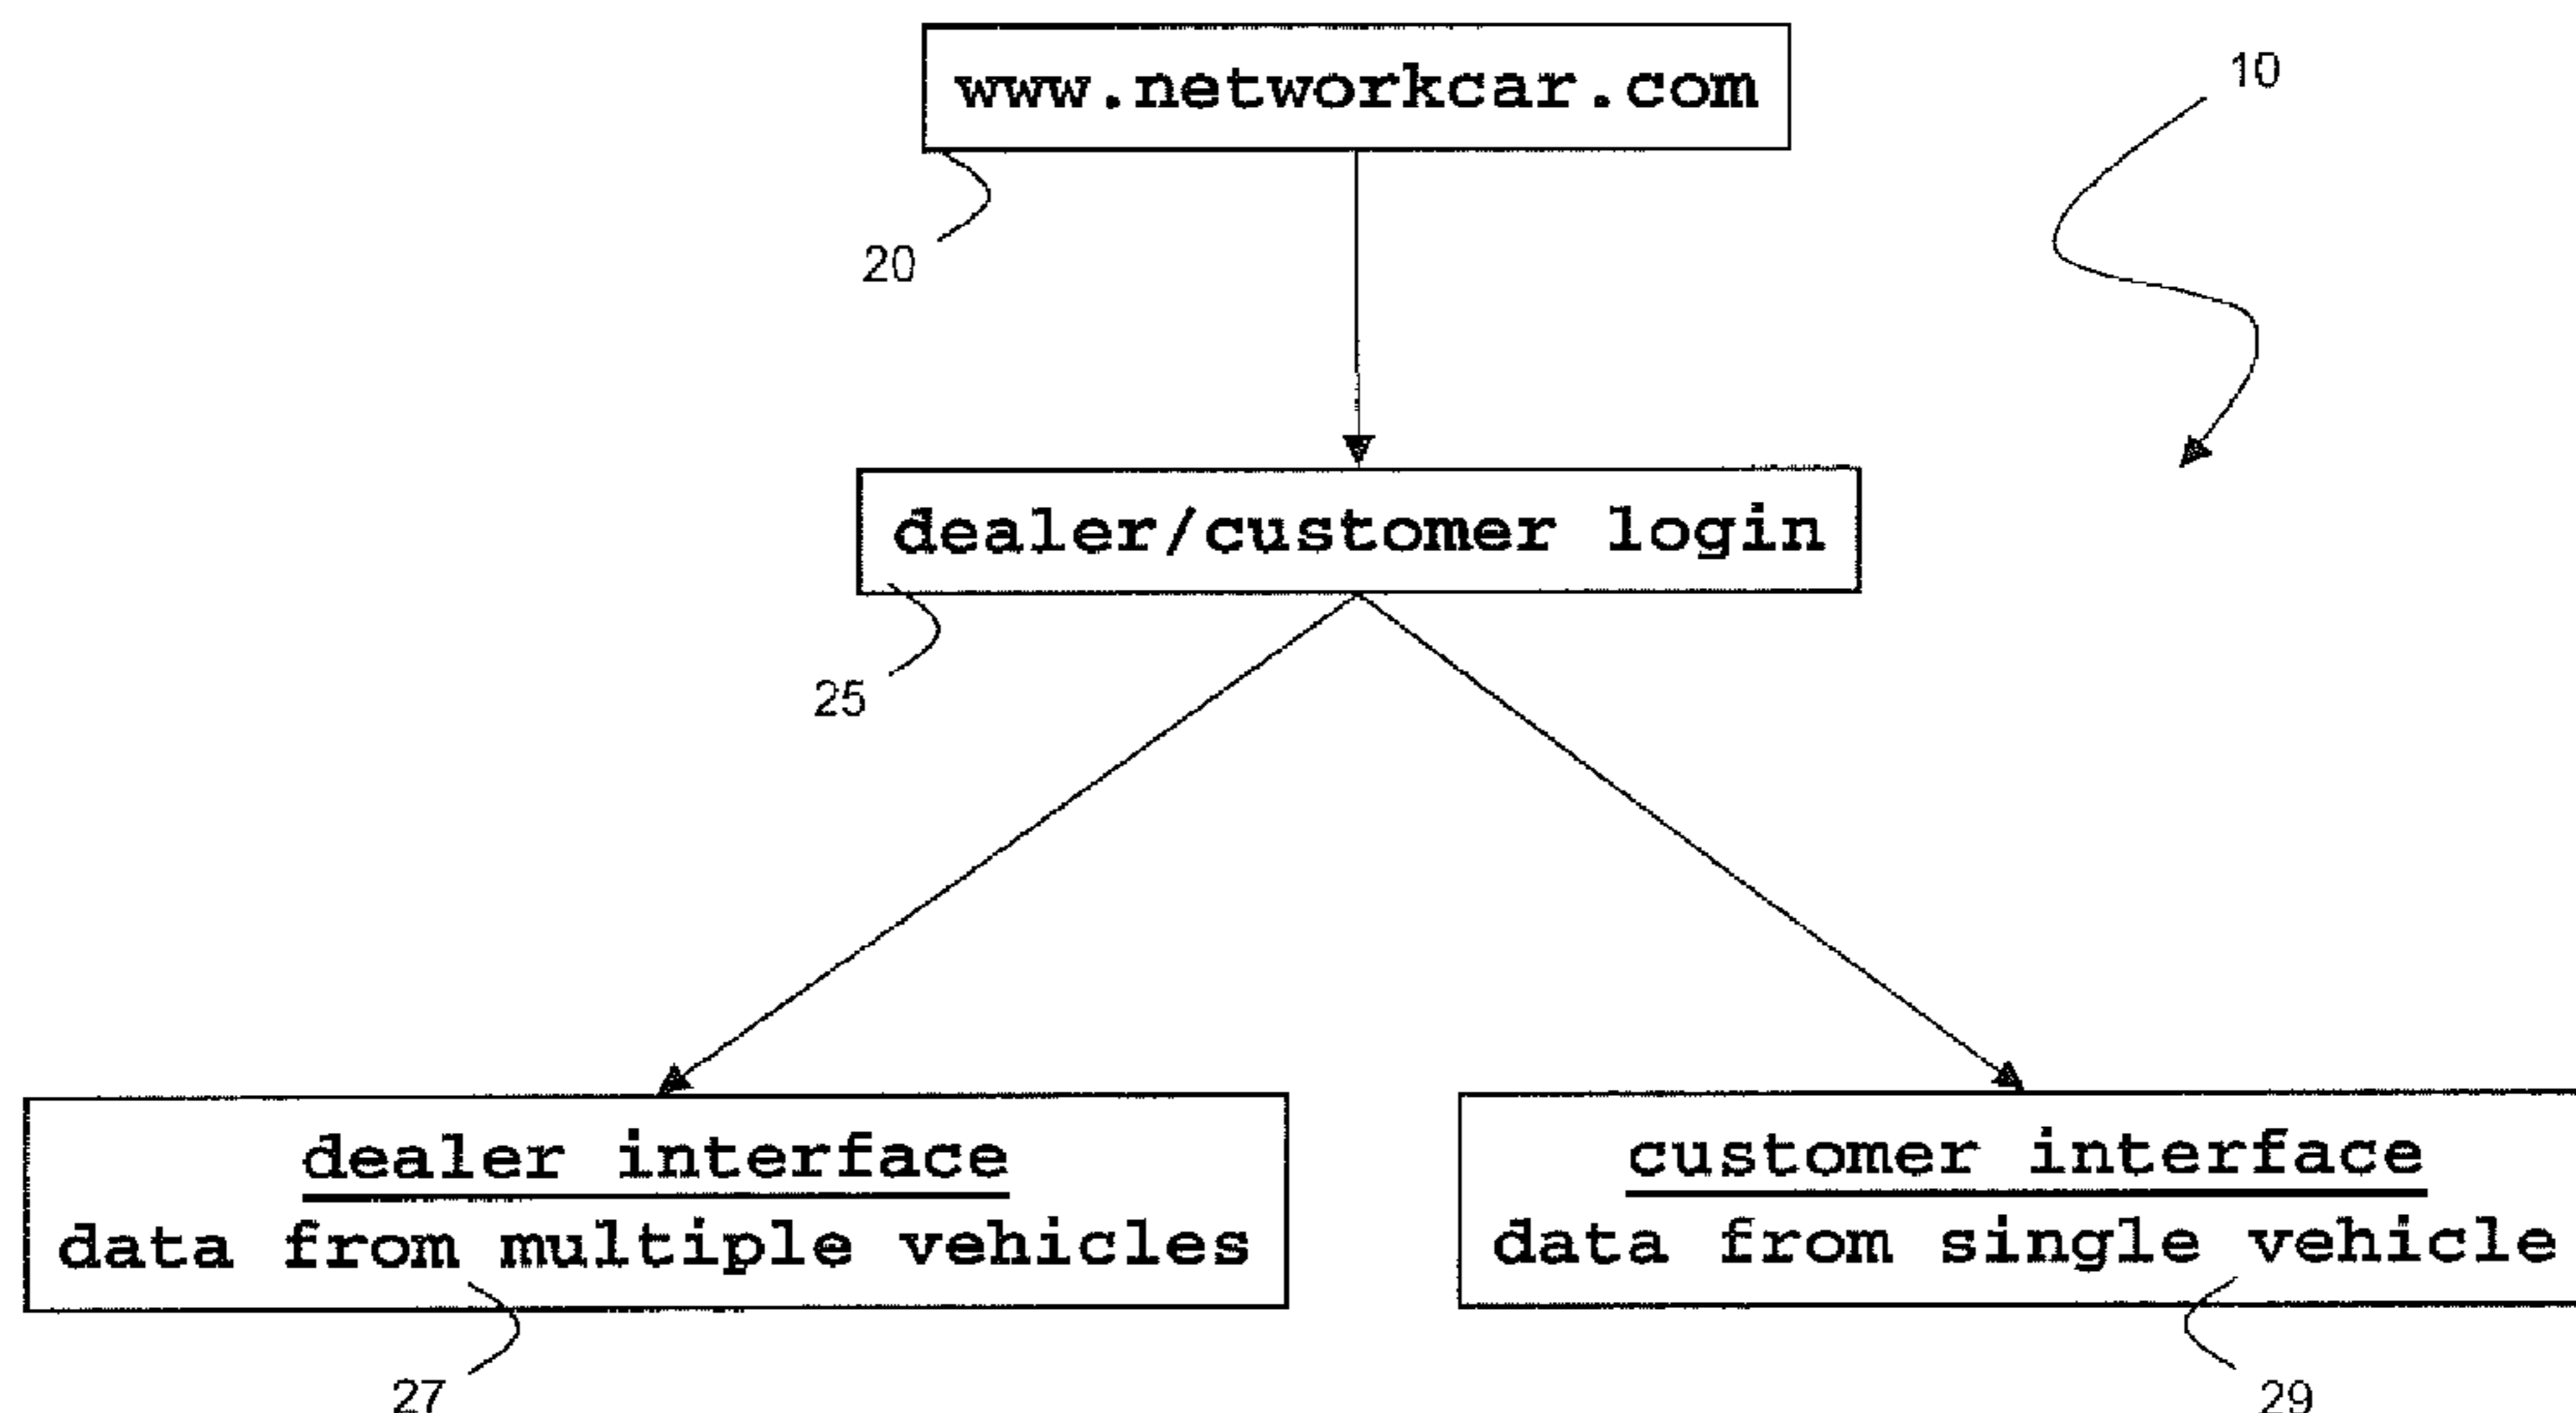 www.networkcar.com
10
20
dealer/customer login
25
dealer interface
data from multiple vehicles
customer interface
data from single vehicle
27
29